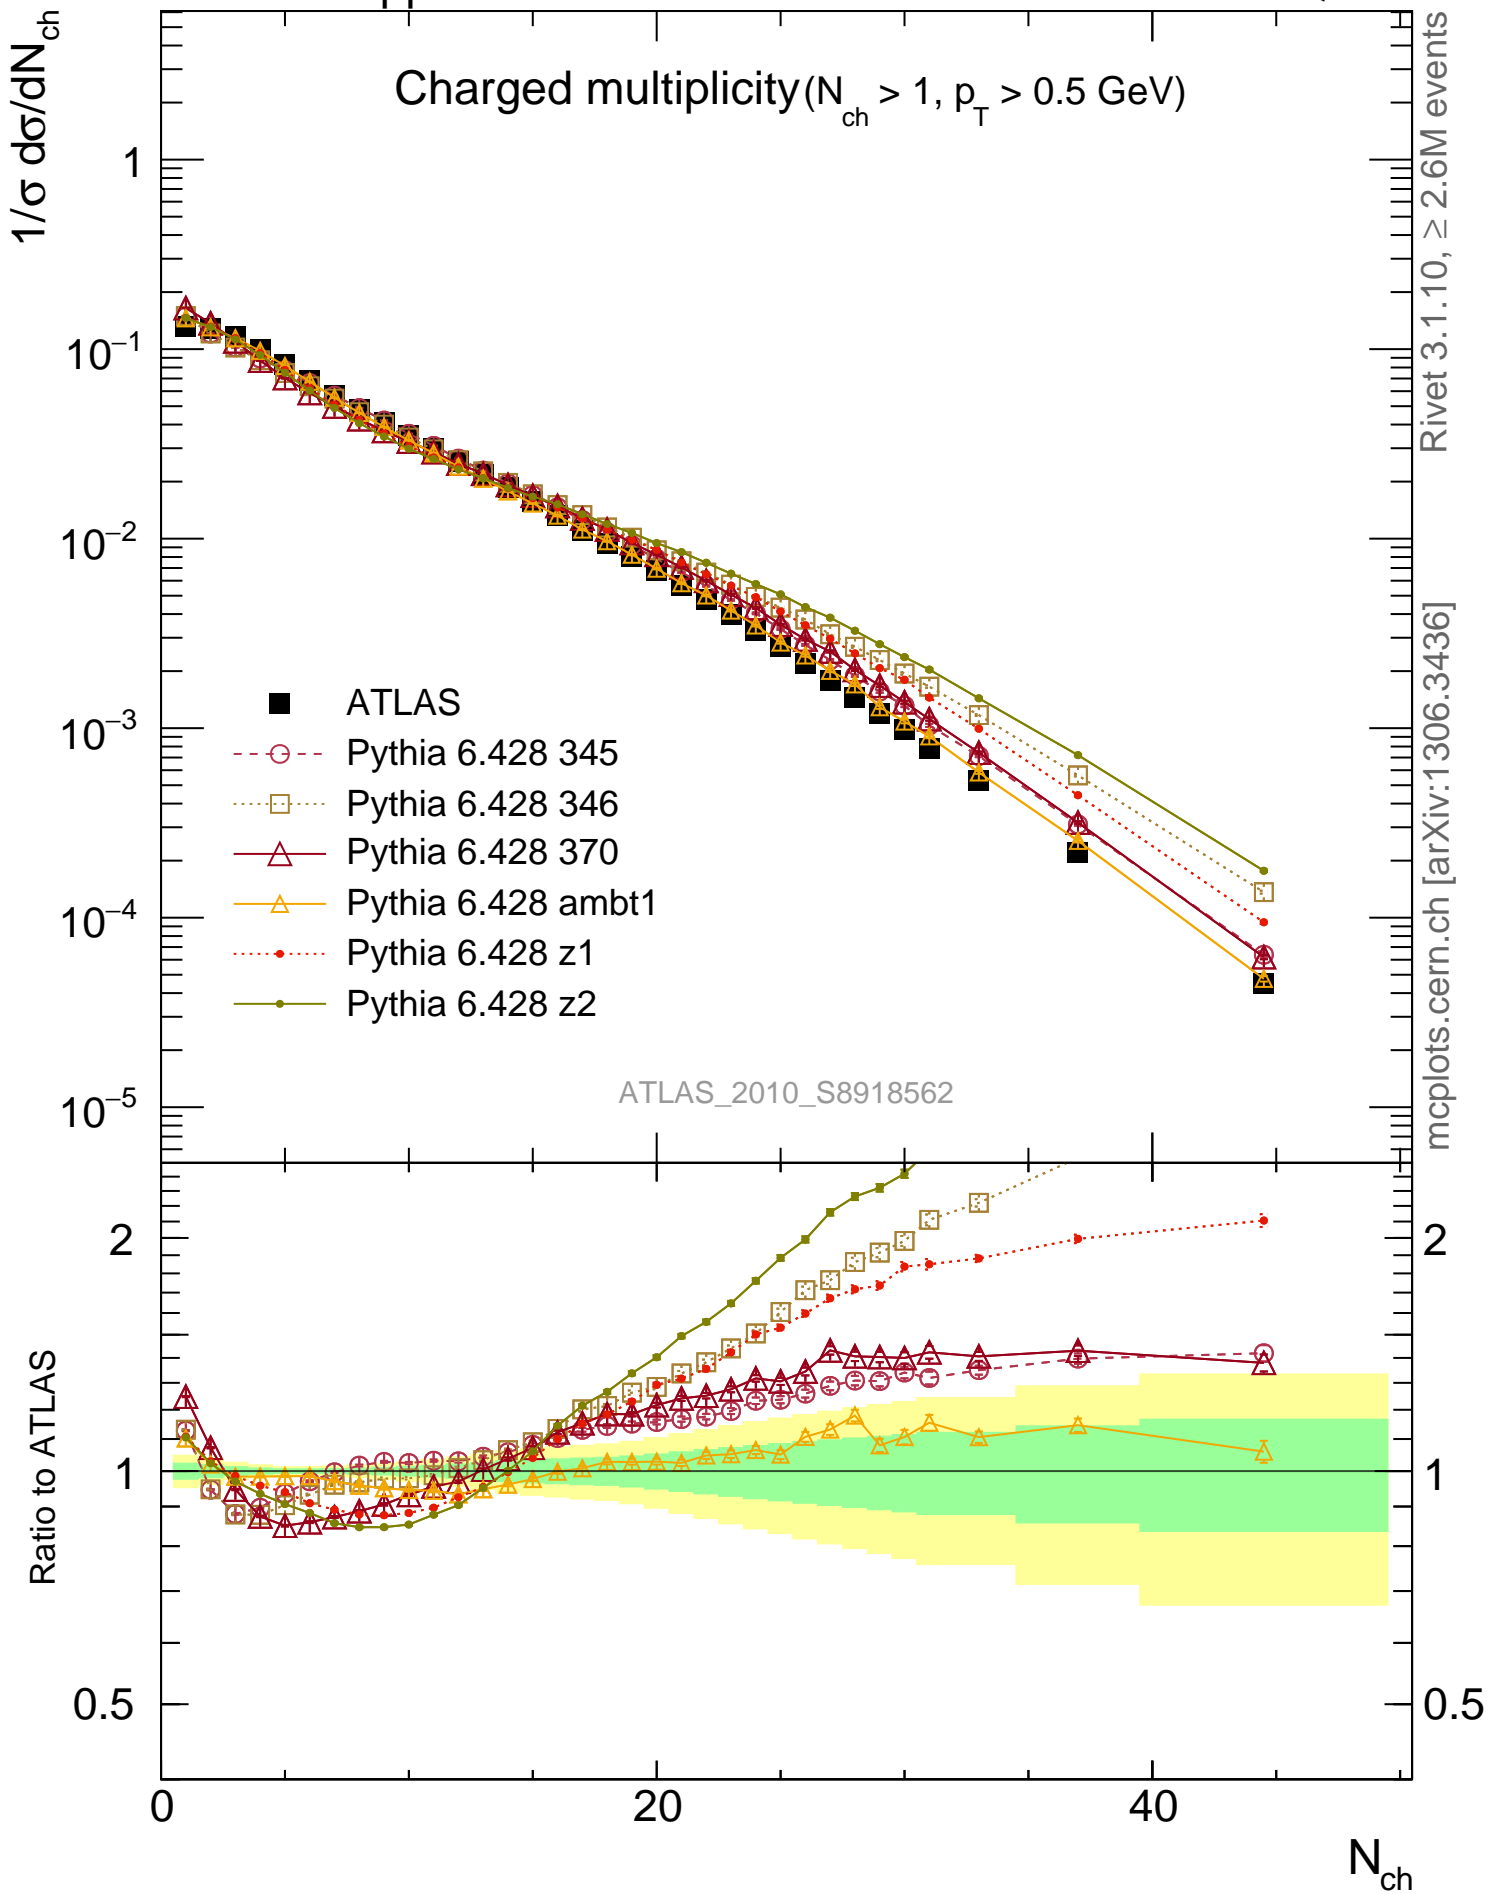 Charged multiplicity (N_ch > 1, p_T > 0.5 GeV)
1/σ dσ/dN_ch
1
10⁻¹
10⁻²
10⁻³
10⁻⁴
10⁻⁵
ATLAS
Pythia 6.428 345
Pythia 6.428 346
Pythia 6.428 370
Pythia 6.428 ambt1
Pythia 6.428 z1
Pythia 6.428 z2
ATLAS_2010_S8918562
Rivet 3.1.10, ≥ 2.6M events
mcplots.cern.ch [arXiv:1306.3436]
Ratio to ATLAS
2
1
0.5
2
1
0.5
0
20
40
N_ch